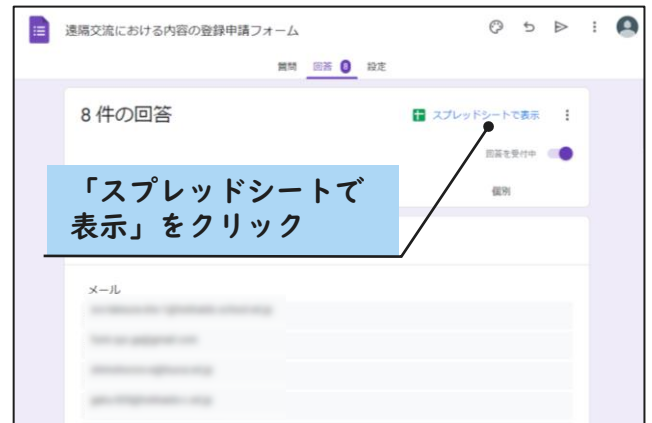 遠隔交流における内容の登録申請フォーム
質問 回答 8 設定
8 件の回答
スプレッドシートで表示
回答を受付中
個別
「スプレッドシートで
表示」をクリック
メール